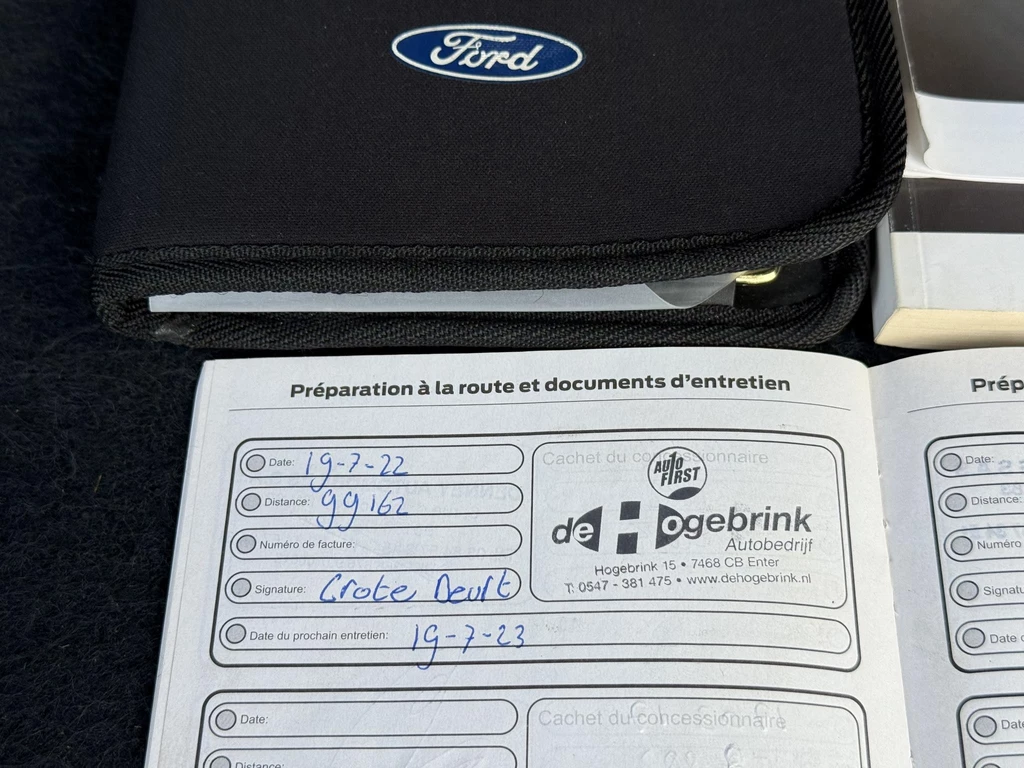 Ford
Préparation à la route et documents d'entretien
Prép
Date: 19-7-22
Distance: 99162
Numéro de facture:
Signature: Grote Beurt
Date du prochain entretien: 19-7-23
Cachet du concessionnaire
AUTO FIRST
de Hogebrink
Autobedrijf
Hogebrink 15 • 7468 CB Enter
T: 0547 - 381 475 • www.dehogebrink.nl
Date:
Distance:
Numéro
Signatu
Date d
Date:
Cachet du concessionnaire
Distance:
Date: